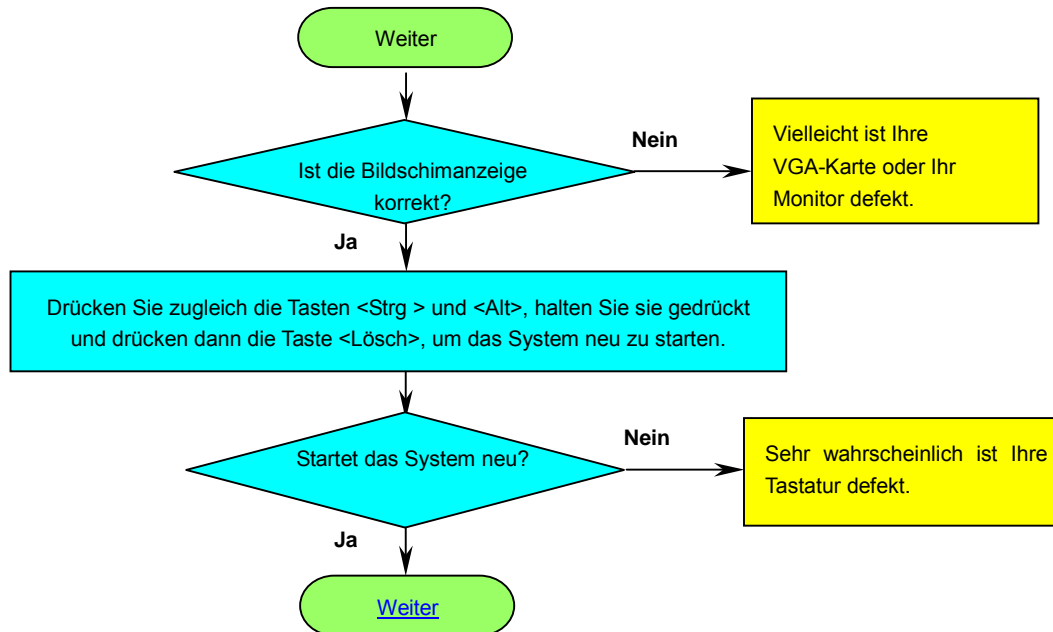 Weiter
Nein
Vielleicht ist Ihre
VGA-Karte oder Ihr
Monitor defekt.
Ist die Bildschimanzeige
korrekt?
Ja
Drücken Sie zugleich die Tasten <Strg > und <Alt>, halten Sie sie gedrückt
und drücken dann die Taste <Lösch>, um das System neu zu starten.
Nein
Startet das System neu?
Sehr wahrscheinlich ist Ihre
Tastatur defekt.
Ja
Weiter